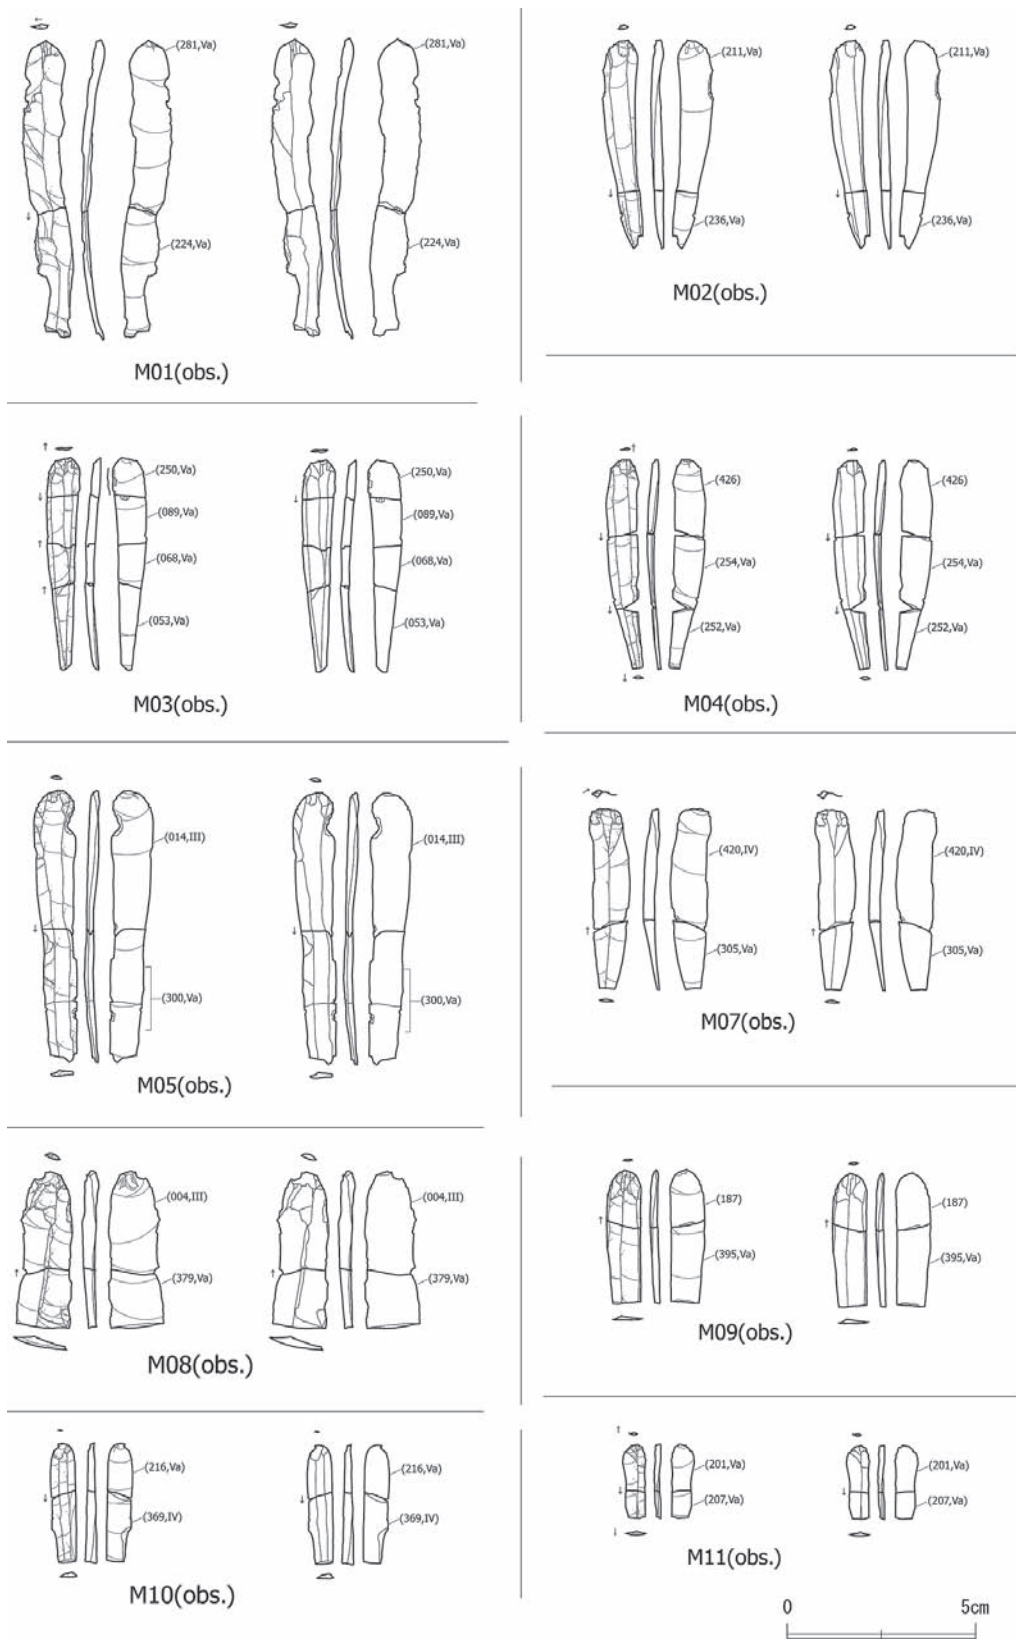 (281,Va)
(281,Va)
(224,Va)
(224,Va)
M01(obs.)
(211,Va)
(211,Va)
(236,Va)
(236,Va)
M02(obs.)
(250,Va)
(250,Va)
(089,Va)
(089,Va)
(068,Va)
(068,Va)
(053,Va)
(053,Va)
M03(obs.)
(426)
(426)
(254,Va)
(254,Va)
(252,Va)
(252,Va)
M04(obs.)
(014,III)
(014,III)
(300,Va)
(300,Va)
M05(obs.)
(420,IV)
(420,IV)
(305,Va)
(305,Va)
M07(obs.)
(004,III)
(004,III)
(379,Va)
(379,Va)
M08(obs.)
(187)
(187)
(395,Va)
(395,Va)
M09(obs.)
(216,Va)
(216,Va)
(369,IV)
(369,IV)
M10(obs.)
(201,Va)
(201,Va)
(207,Va)
(207,Va)
M11(obs.)
0 5cm